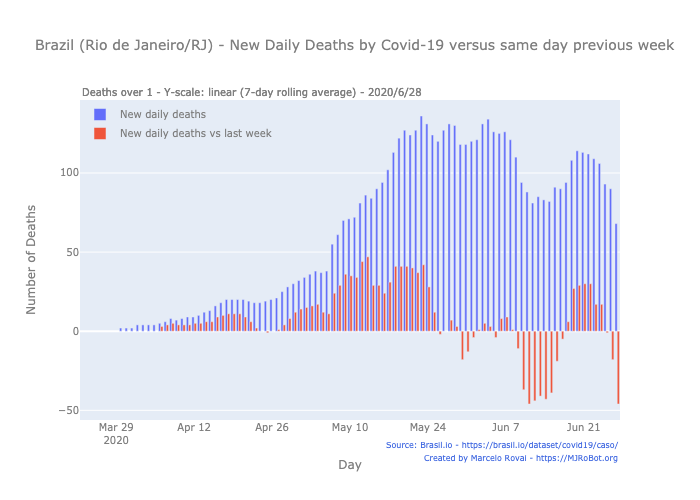 Brazil (Rio de Janeiro/RJ) - New Daily Deaths by Covid-19 versus same day previous week
Deaths over 1 - Y-scale: linear (7-day rolling average) - 2020/6/28
New daily deaths
New daily deaths vs last week
Number of Deaths
100
50
0
−50
Mar 29
2020
Apr 12
Apr 26
May 10
May 24
Jun 7
Jun 21
Day
Source: Brasil.io - https://brasil.io/dataset/covid19/caso/
Created by Marcelo Rovai - https://MJRoBot.org